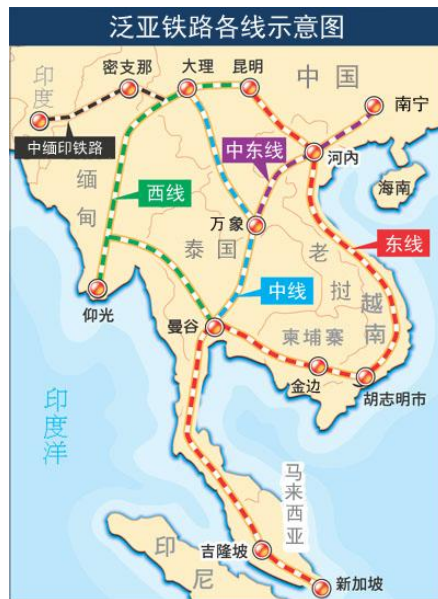 泛亚铁路各线示意图
密支那
大理
昆明
中国
印度
南宁
中缅印铁路
中东线
河内
缅甸
西线
海南
万象
泰国
老挝
东线
越南
中线
仰光
曼谷
柬埔寨
金边
胡志明市
印度洋
马来西亚
吉隆坡
印尼
新加坡